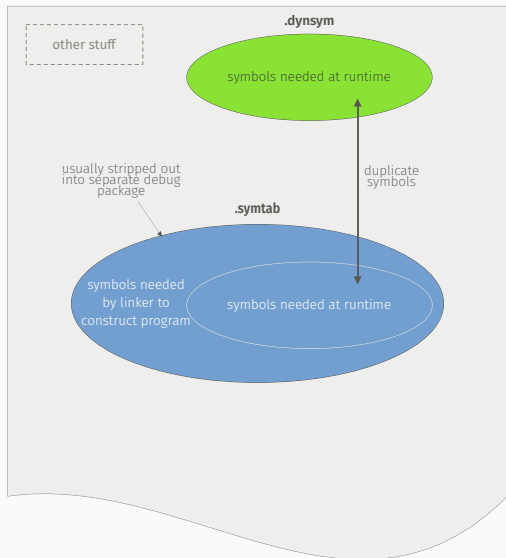 .dynsym
other stuff
symbols needed at runtime
usually stripped out
into separate debug
package
duplicate
symbols
.symtab
symbols needed
by linker to
construct program
symbols needed at runtime